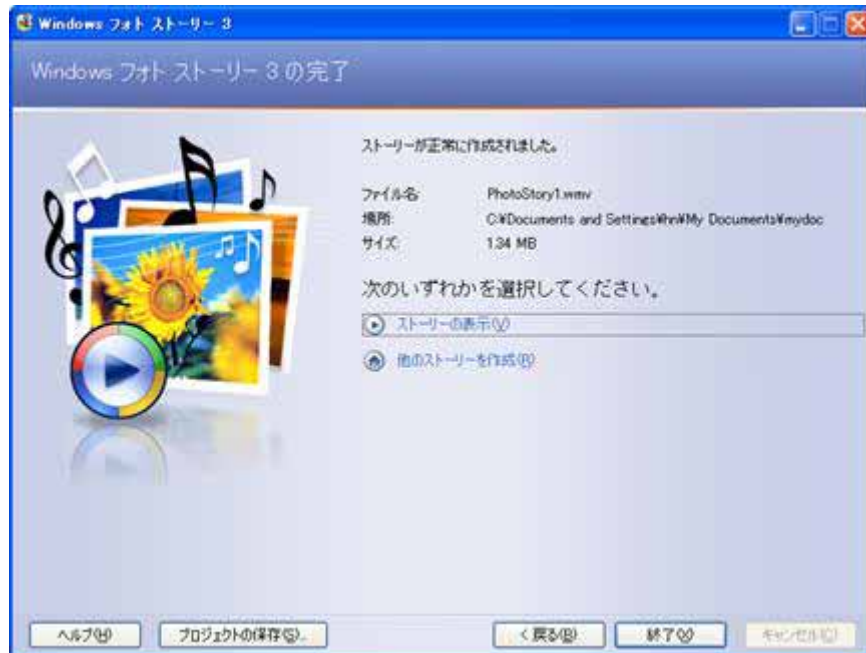 Windows フォト ストーリー 3
Windows フォト ストーリー 3 の完了
ストーリーが正常に作成されました。
ファイル名 PhotoStory1.wmv
場所: C:¥Documents and Settings¥hn¥My Documents¥mydoc
サイズ: 1.34 MB
次のいずれかを選択してください。
ストーリーの表示(V)
他のストーリーを作成(R)
ヘルプ(H) プロジェクトの保存(S)... < 戻る(B) 終了(X) キャンセル(C)